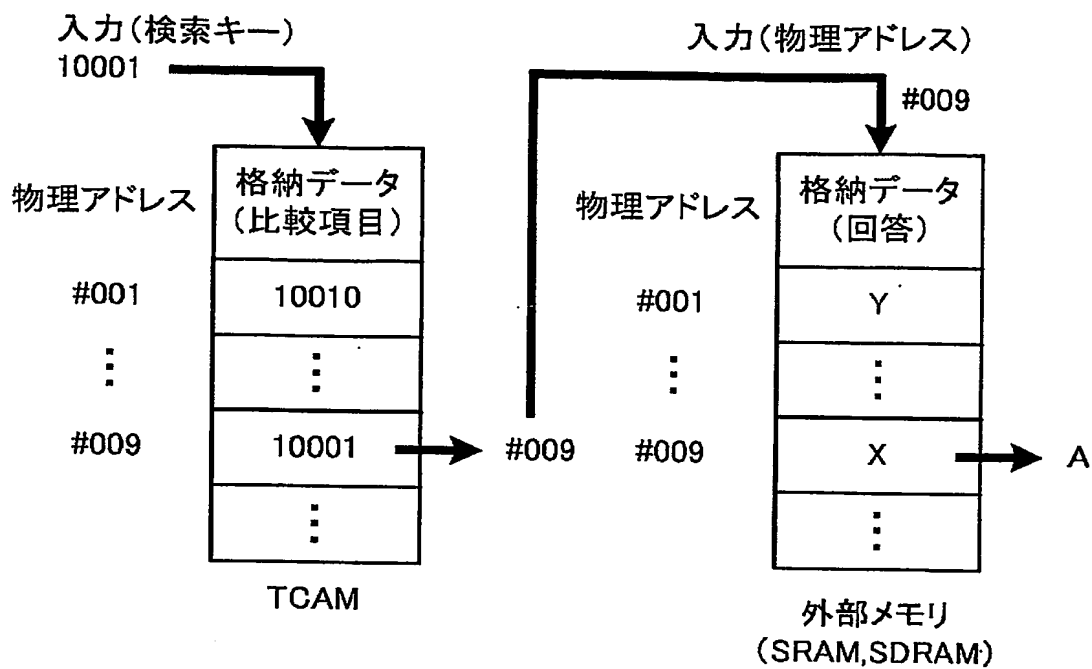 入力(検索キー)
10001
物理アドレス
格納データ
(比較項目)
#001
10010
⋮
⋮
#009
10001
#009
⋮
TCAM
入力(物理アドレス)
#009
物理アドレス
格納データ
(回答)
#001
Y
⋮
⋮
#009
X
A
⋮
外部メモリ
(SRAM,SDRAM)